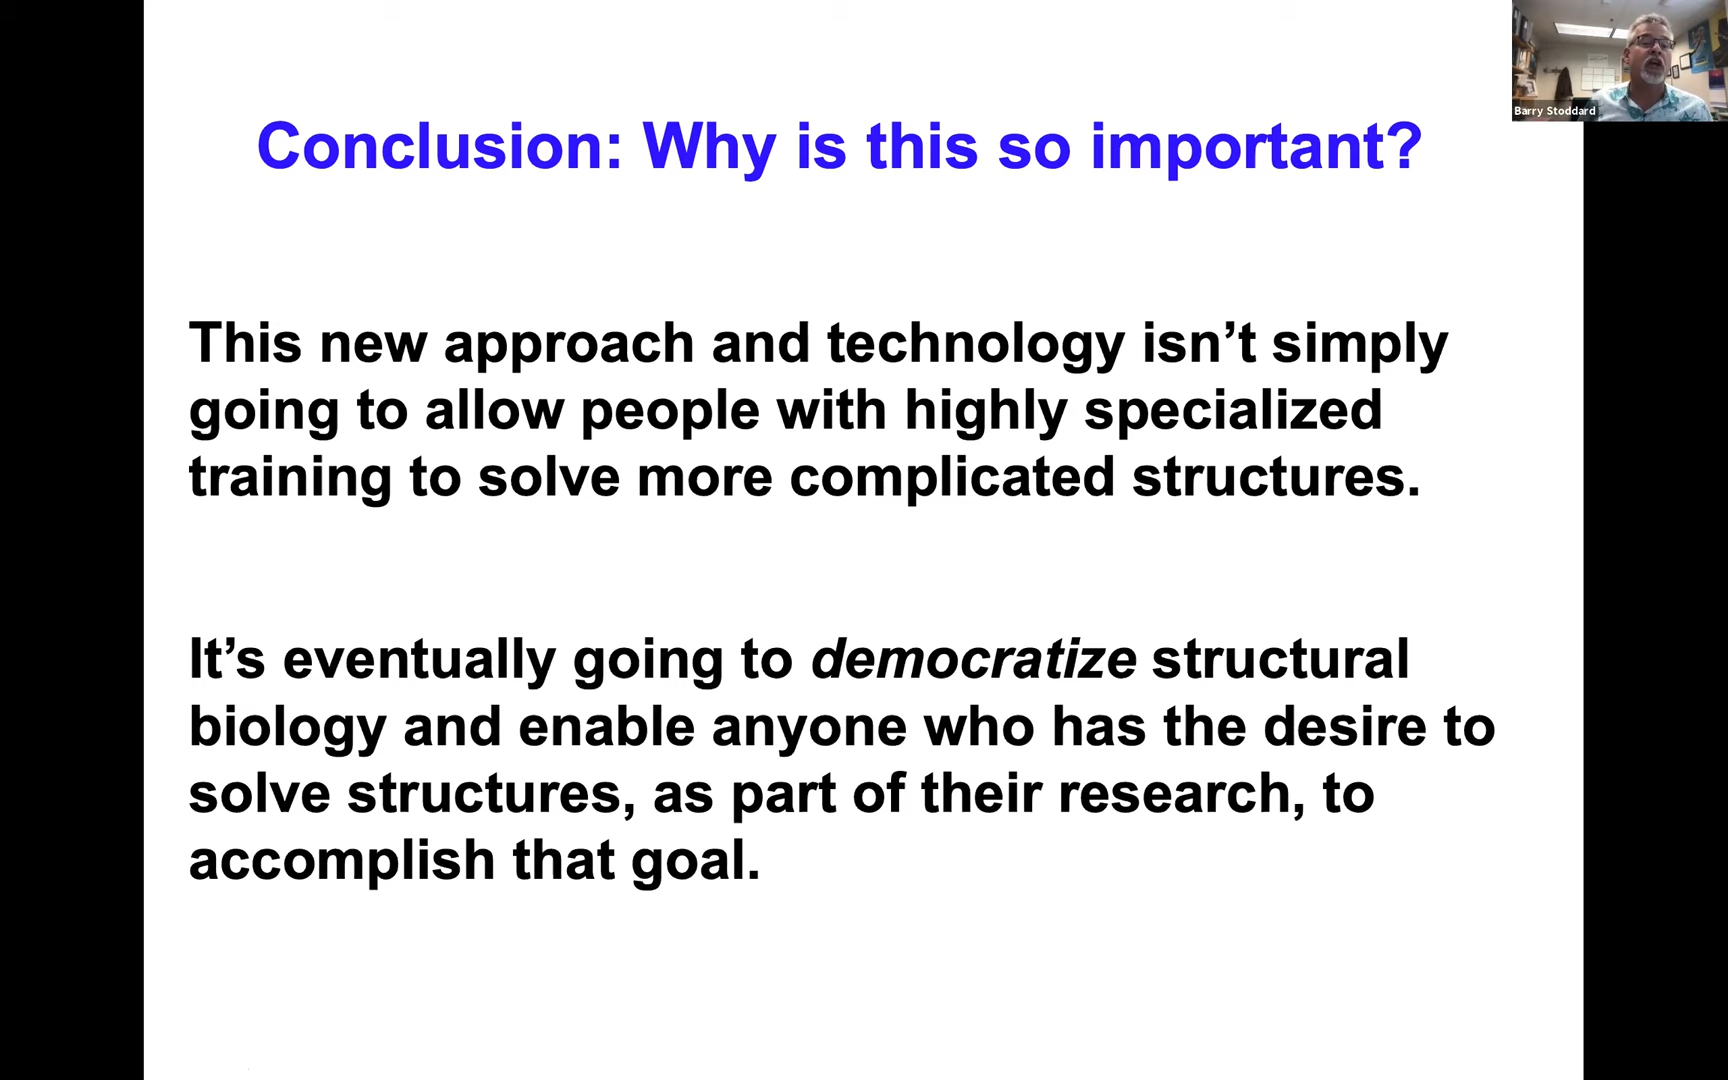 Barry Stoddard
Conclusion: Why is this so important?
This new approach and technology isn’t simply
going to allow people with highly specialized
training to solve more complicated structures.
It’s eventually going to democratize structural
biology and enable anyone who has the desire to
solve structures, as part of their research, to
accomplish that goal.